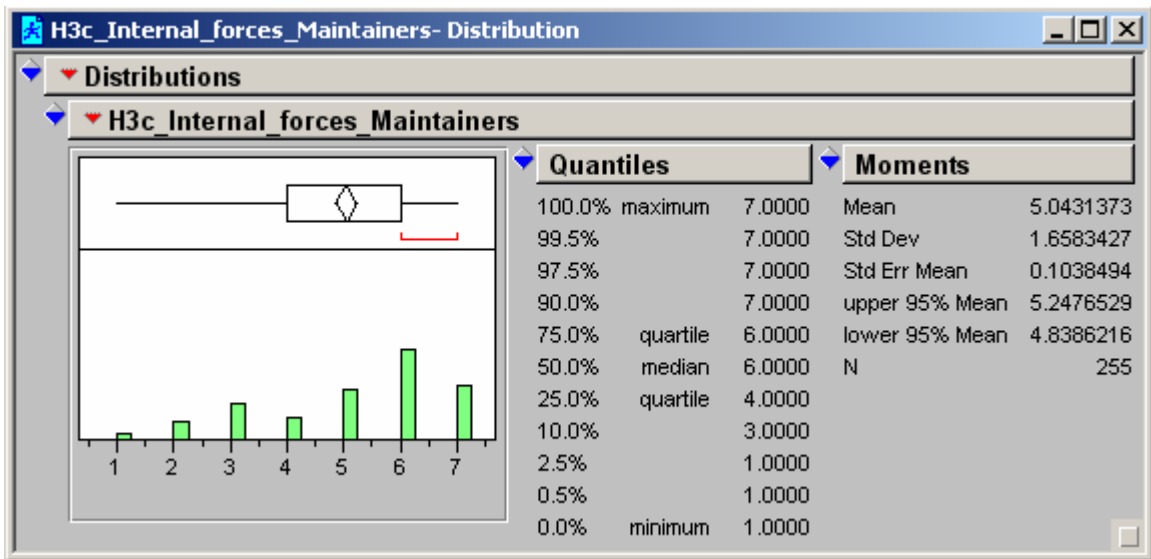 H3c_Internal_forces_Maintainers- Distribution
Distributions
H3c_Internal_forces_Maintainers
1 2 3 4 5 6 7
Quantiles
100.0% maximum 7.0000
99.5% 7.0000
97.5% 7.0000
90.0% 7.0000
75.0% quartile 6.0000
50.0% median 6.0000
25.0% quartile 4.0000
10.0% 3.0000
2.5% 1.0000
0.5% 1.0000
0.0% minimum 1.0000
Moments
Mean 5.0431373
Std Dev 1.6583427
Std Err Mean 0.1038494
upper 95% Mean 5.2476529
lower 95% Mean 4.8386216
N 255